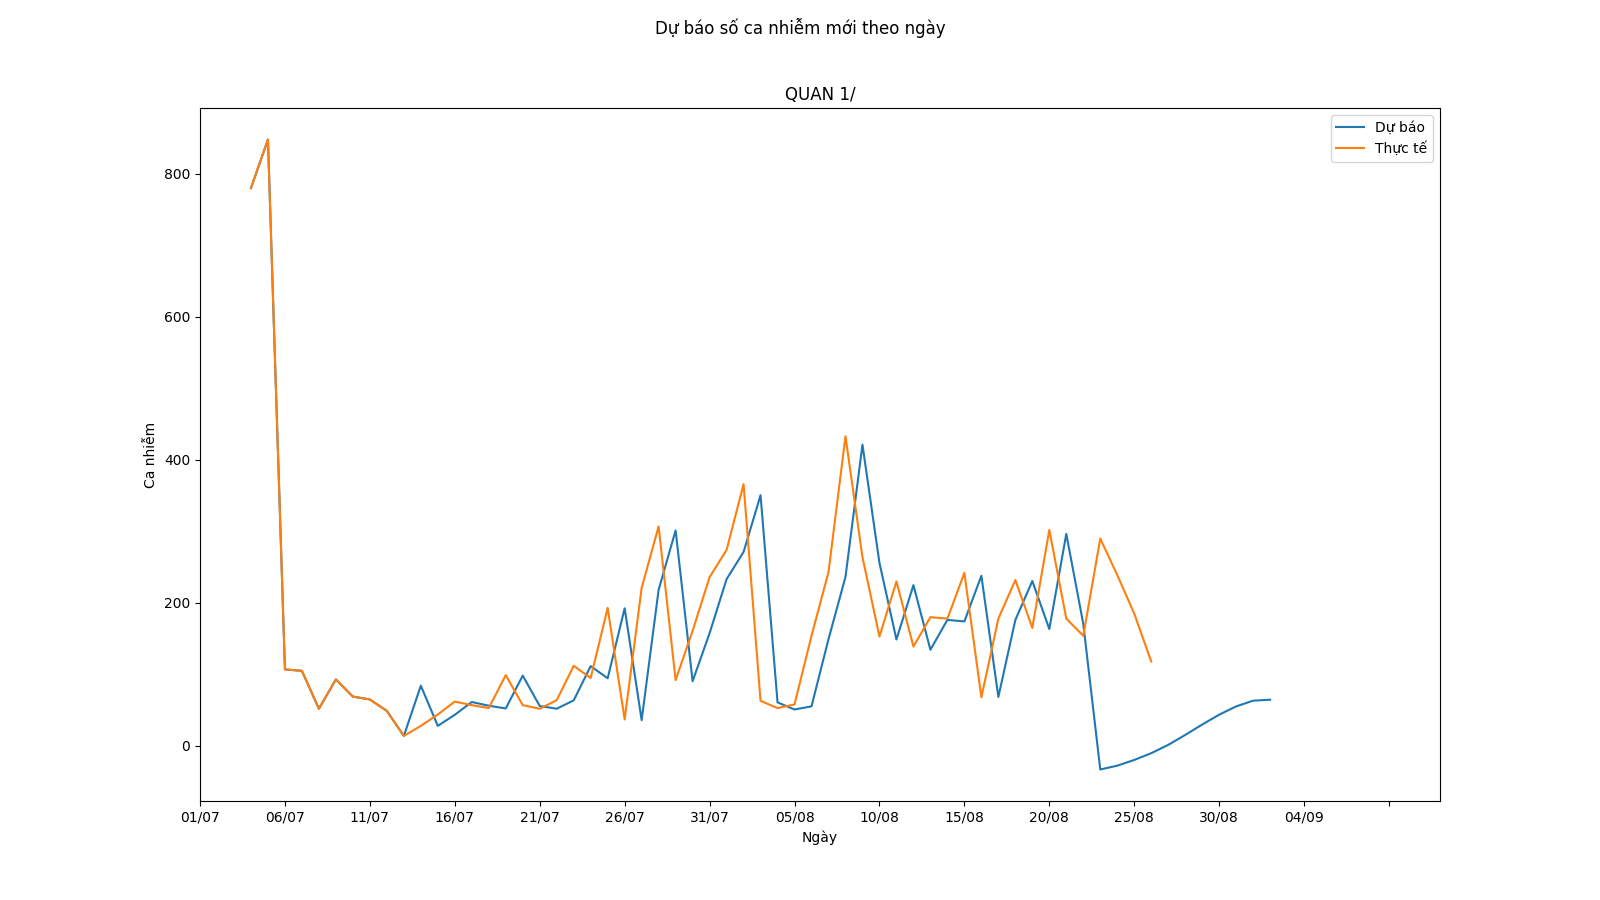 Dự báo số ca nhiễm mới theo ngày
QUAN 1/
Dự báo
Thực tế
800
600
400
200
0
Ca nhiễm
01/07 06/07 11/07 16/07 21/07 26/07 31/07 05/08 10/08 15/08 20/08 25/08 30/08 04/09
Ngày